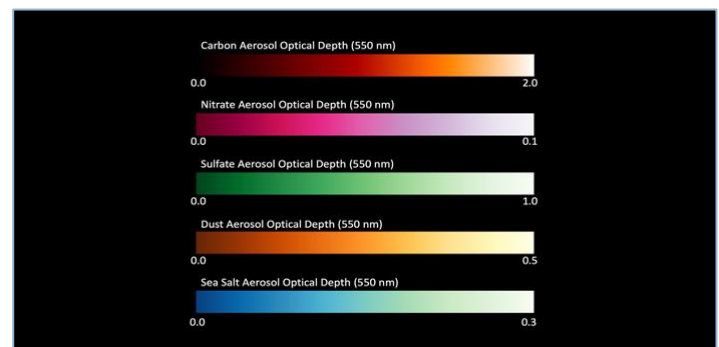 Carbon Aerosol Optical Depth (550 nm)
0.0 2.0
Nitrate Aerosol Optical Depth (550 nm)
0.0 0.1
Sulfate Aerosol Optical Depth (550 nm)
0.0 1.0
Dust Aerosol Optical Depth (550 nm)
0.0 0.5
Sea Salt Aerosol Optical Depth (550 nm)
0.0 0.3